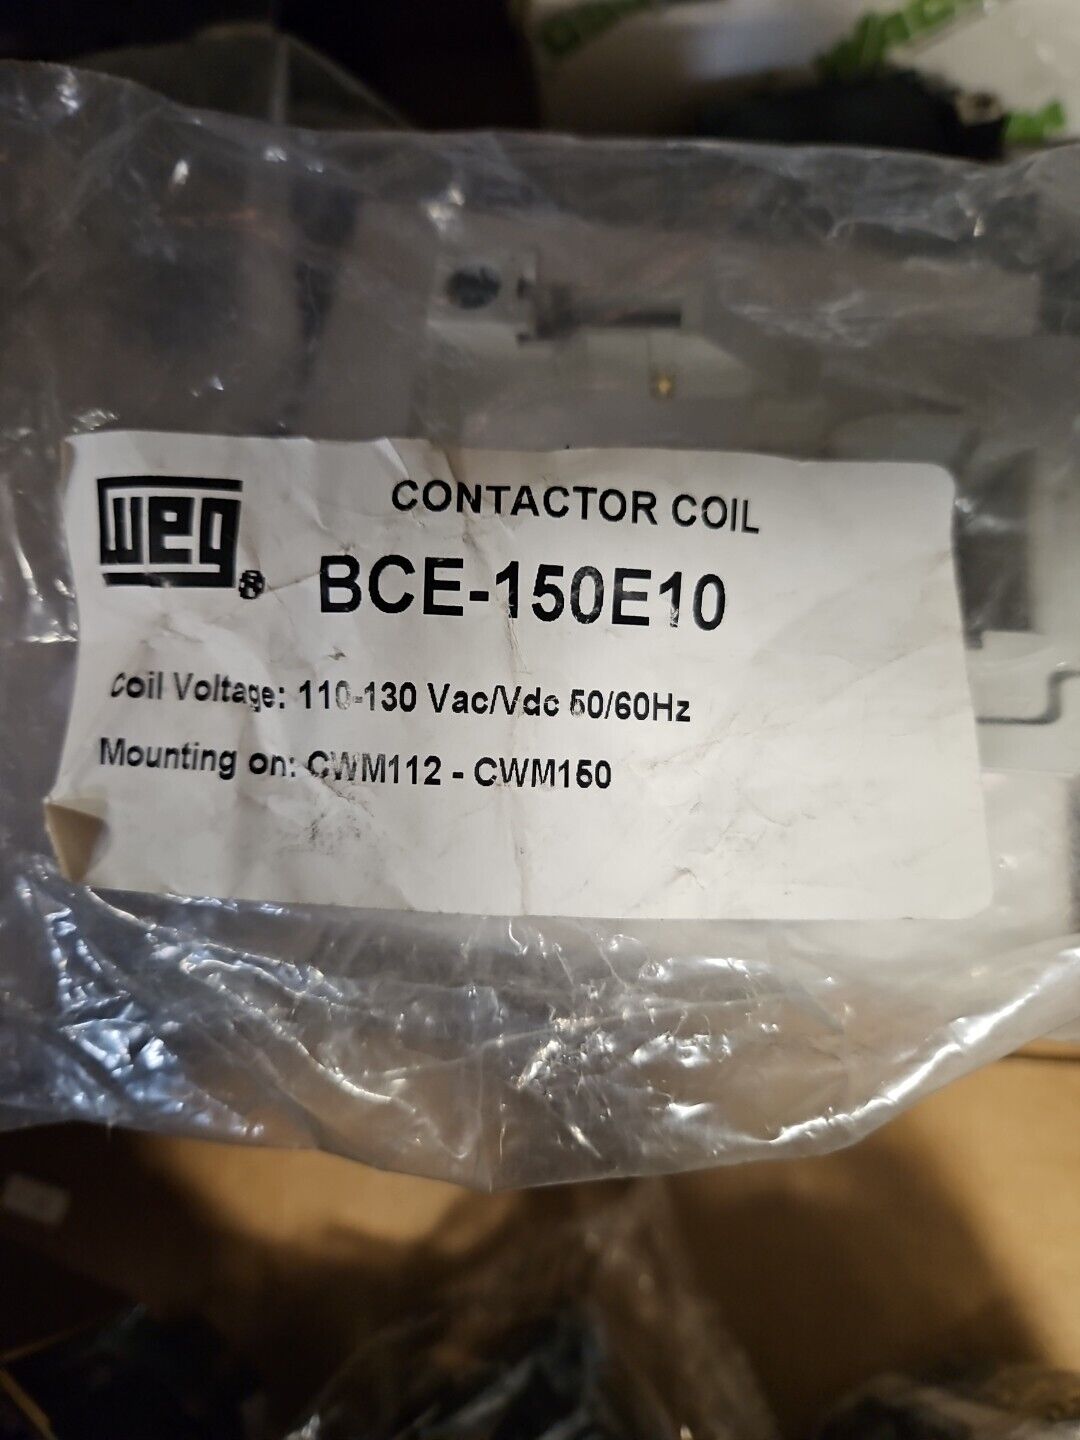 CONTACTOR COIL
weg®
BCE-150E10
Coil Voltage: 110-130 Vac/Vdc 50/60Hz
Mounting on: CWM112 - CWM150